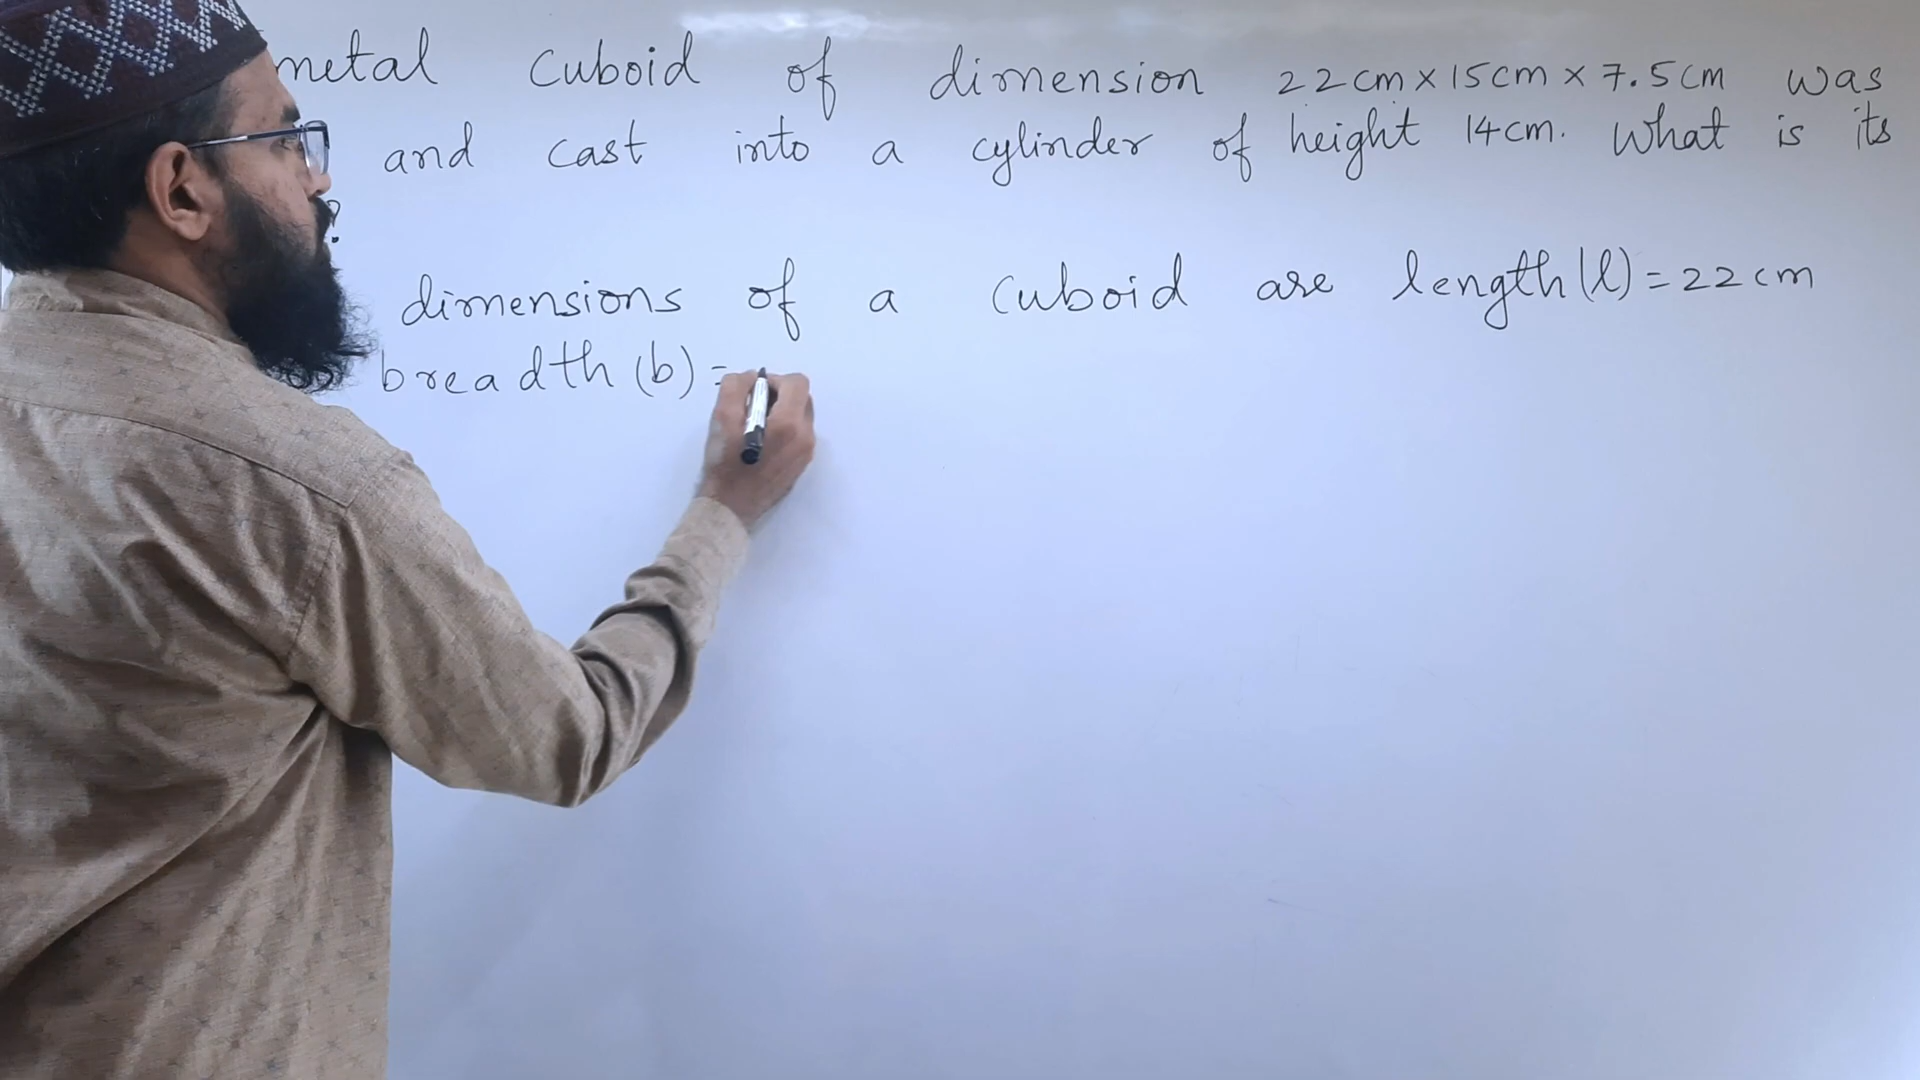 metal cuboid of dimension 22cm×15cm×7.5cm was
and cast into a cylinder of height 14cm. What is its
?
dimensions of a cuboid are length(l)=22cm
breadth(b)=